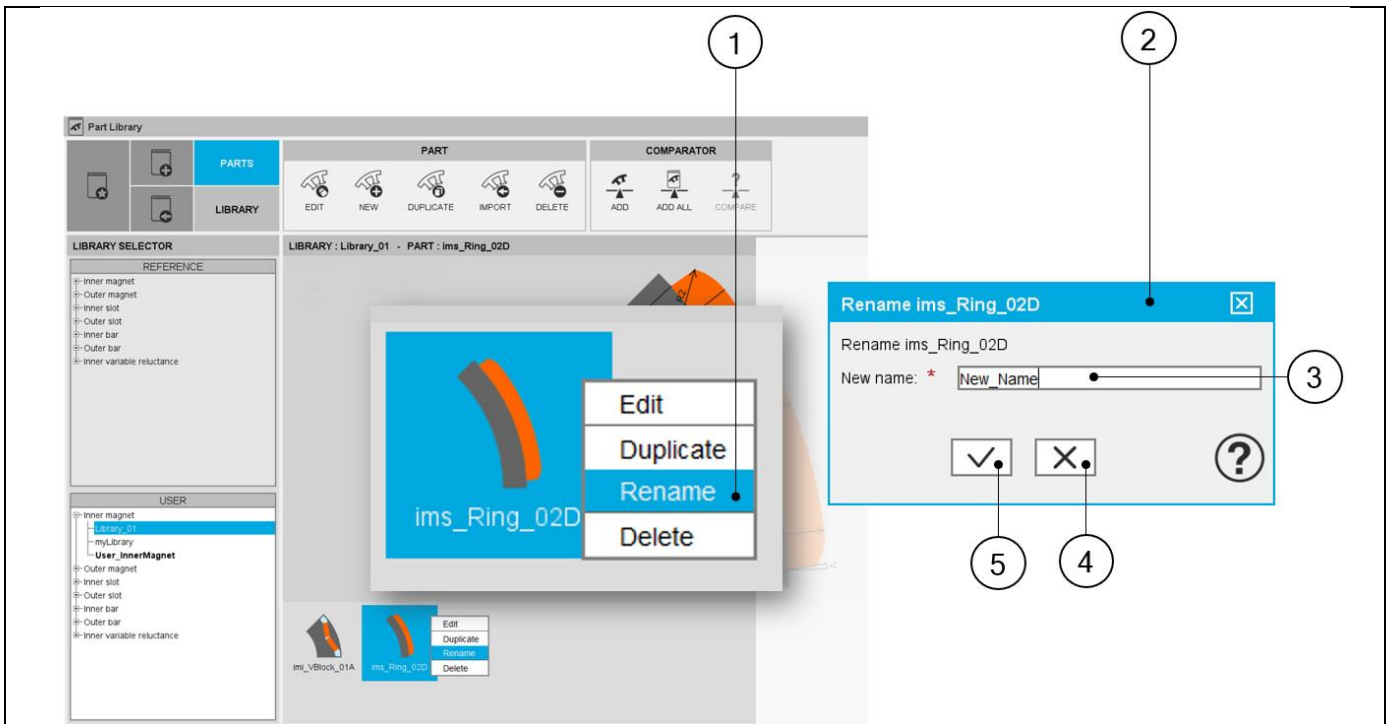 1
2
Part Library
PARTS
LIBRARY
PART
COMPARATOR
EDIT
NEW
DUPLICATE
IMPORT
DELETE
ADD
ADD ALL
COMPARE
?
LIBRARY SELECTOR
LIBRARY : Library_01 - PART : ims_Ring_02D
REFERENCE
Inner magnet
Outer magnet
Inner slot
Outer slot
Inner bar
Outer bar
Inner variable reluctance
R2
ims_Ring_02D
Edit
Duplicate
Rename
Delete
Rename ims_Ring_02D
Rename ims_Ring_02D
New name: * New_Name
3
?
5
4
USER
Inner magnet
Library_01
myLibrary
User_InnerMagnet
Outer magnet
Inner slot
Outer slot
Inner bar
Outer bar
Inner variable reluctance
imi_VBlock_01A
ims_Ring_02D
Edit
Duplicate
Rename
Delete